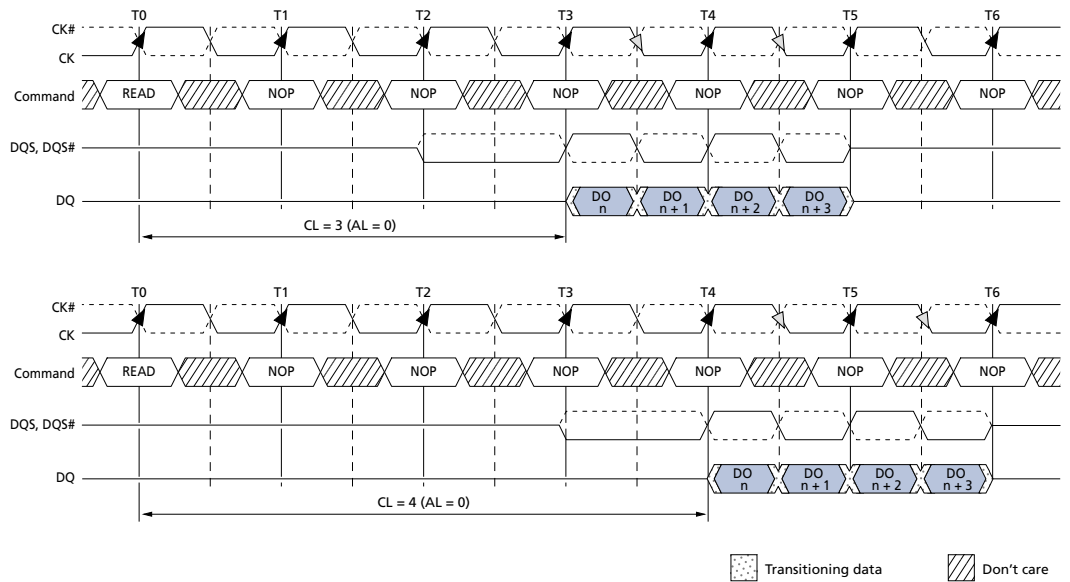 T0 T1 T2 T3 T4 T5 T6
CK#
CK
Command READ NOP NOP NOP NOP NOP NOP
DQS, DQS#
DQ DO n DO n + 1 DO n + 2 DO n + 3
CL = 3 (AL = 0)
T0 T1 T2 T3 T4 T5 T6
CK#
CK
Command READ NOP NOP NOP NOP NOP NOP
DQS, DQS#
DQ DO n DO n + 1 DO n + 2 DO n + 3
CL = 4 (AL = 0)
Transitioning data Don't care